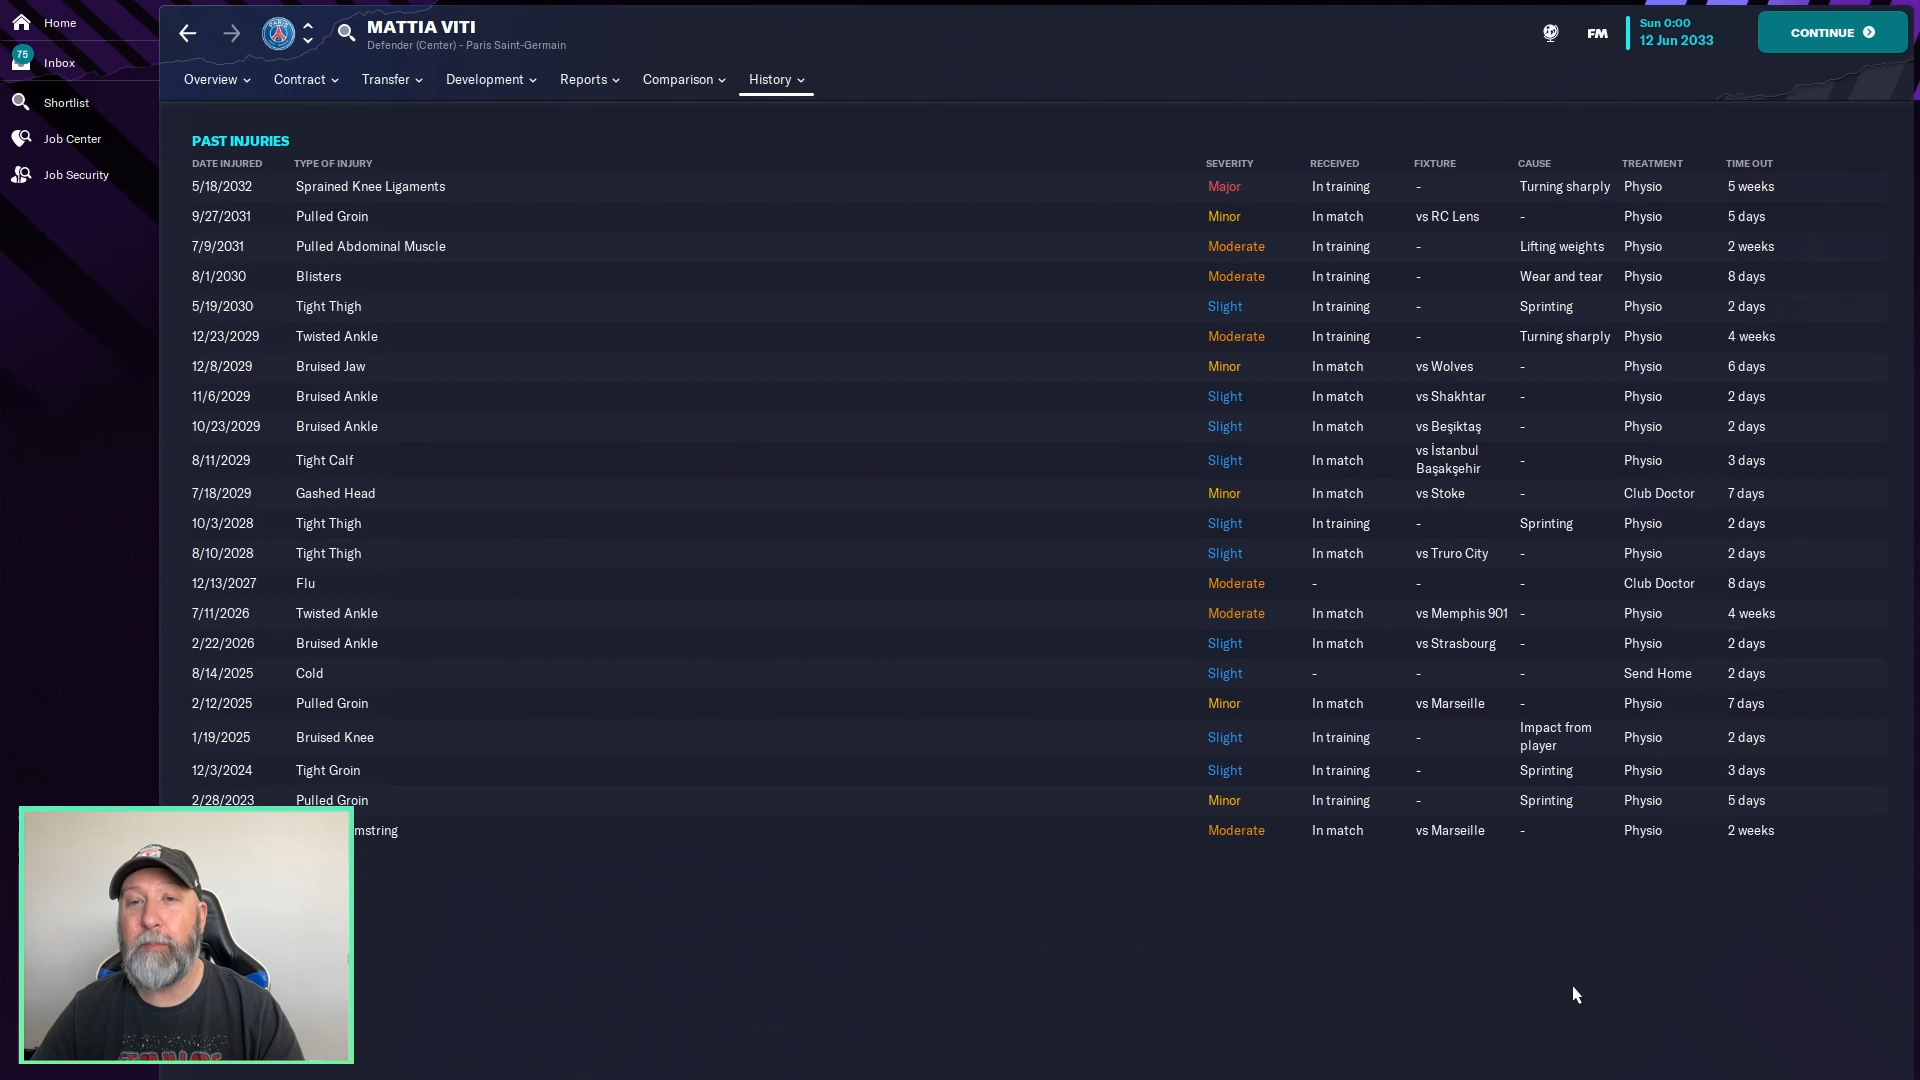 Home
75
Inbox
Shortlist
Job Center
Job Security
MATTIA VITI
Defender (Center) - Paris Saint-Germain
FM
Sun 0:00
12 Jun 2033
CONTINUE
Overview Contract Transfer Development Reports Comparison History
PAST INJURIES
DATE INJURED TYPE OF INJURY SEVERITY RECEIVED FIXTURE CAUSE TREATMENT TIME OUT
5/18/2032 Sprained Knee Ligaments Major In training - Turning sharply Physio 5 weeks
9/27/2031 Pulled Groin Minor In match vs RC Lens - Physio 5 days
7/9/2031 Pulled Abdominal Muscle Moderate In training - Lifting weights Physio 2 weeks
8/1/2030 Blisters Moderate In training - Wear and tear Physio 8 days
5/19/2030 Tight Thigh Slight In training - Sprinting Physio 2 days
12/23/2029 Twisted Ankle Moderate In training - Turning sharply Physio 4 weeks
12/8/2029 Bruised Jaw Minor In match vs Wolves - Physio 6 days
11/6/2029 Bruised Ankle Slight In match vs Shakhtar - Physio 2 days
10/23/2029 Bruised Ankle Slight In match vs Beşiktaş - Physio 2 days
8/11/2029 Tight Calf Slight In match vs İstanbul Başakşehir - Physio 3 days
7/18/2029 Gashed Head Minor In match vs Stoke - Club Doctor 7 days
10/3/2028 Tight Thigh Slight In training - Sprinting Physio 2 days
8/10/2028 Tight Thigh Slight In match vs Truro City - Physio 2 days
12/13/2027 Flu Moderate - - - Club Doctor 8 days
7/11/2026 Twisted Ankle Moderate In match vs Memphis 901 - Physio 4 weeks
2/22/2026 Bruised Ankle Slight In match vs Strasbourg - Physio 2 days
8/14/2025 Cold Slight - - - Send Home 2 days
2/12/2025 Pulled Groin Minor In match vs Marseille - Physio 7 days
1/19/2025 Bruised Knee Slight In training - Impact from player Physio 2 days
12/3/2024 Tight Groin Slight In training - Sprinting Physio 3 days
2/28/2023 Pulled Groin Minor In training - Sprinting Physio 5 days
mstring Moderate In match vs Marseille - Physio 2 weeks